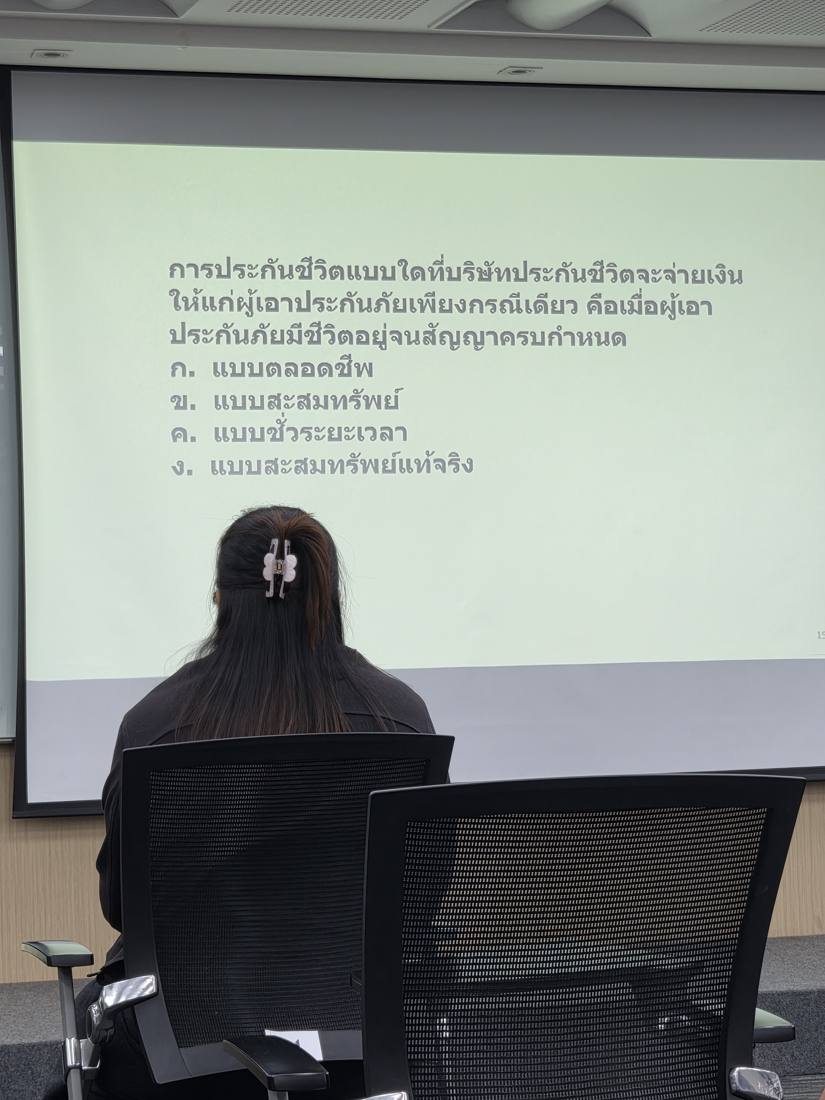 การประกันชีวิตแบบใดที่บริษัทประกันชีวิตจะจ่ายเงิน
ให้แก่ผู้เอาประกันภัยเพียงกรณีเดียว คือเมื่อผู้เอา
ประกันภัยมีชีวิตอยู่จนสัญญาครบกำหนด
ก. แบบตลอดชีพ
ข. แบบสะสมทรัพย์
ค. แบบชั่วระยะเวลา
ง. แบบสะสมทรัพย์แท้จริง